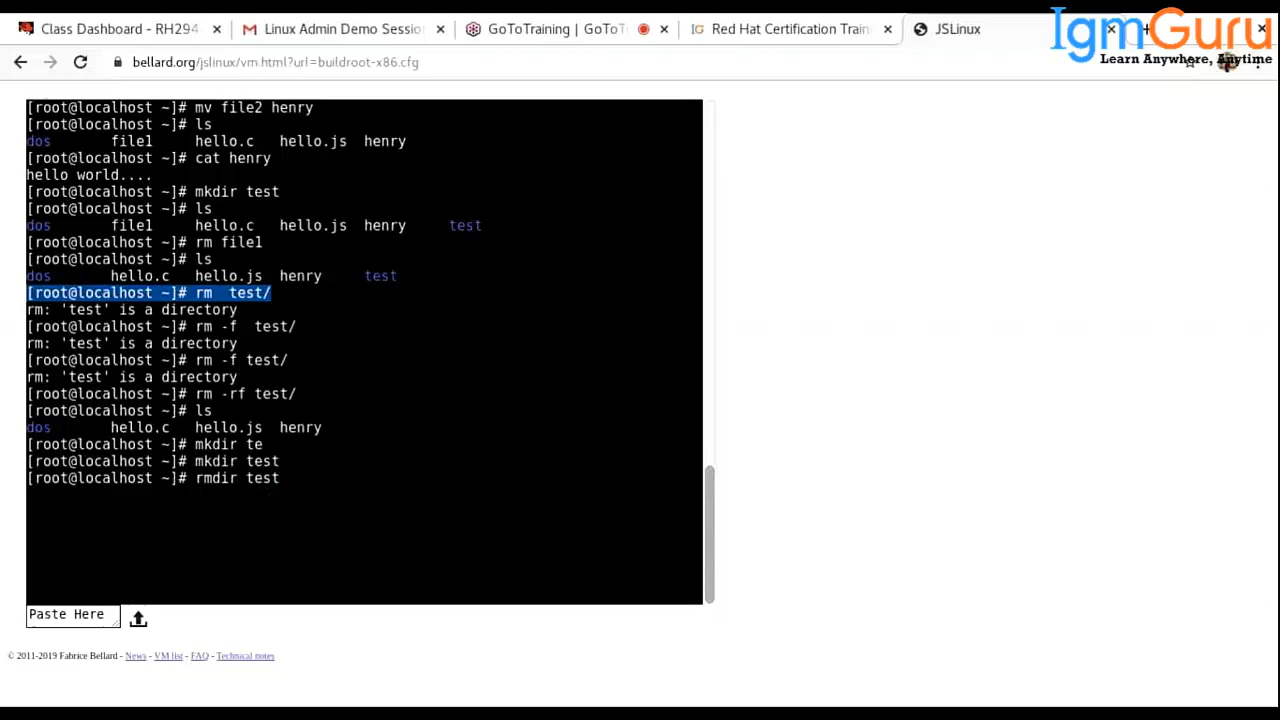 Class Dashboard - RH294
Linux Admin Demo Sessio
GoToTraining | GoToT
Red Hat Certification Train
JSLinux
IgmGuru
Learn Anywhere, Anytime
bellard.org/jslinux/vm.html?url=buildroot-x86.cfg
[root@localhost ~]# mv file2 henry
[root@localhost ~]# ls
dos file1 hello.c hello.js henry
[root@localhost ~]# cat henry
hello world....
[root@localhost ~]# mkdir test
[root@localhost ~]# ls
dos file1 hello.c hello.js henry test
[root@localhost ~]# rm file1
[root@localhost ~]# ls
dos hello.c hello.js henry test
[root@localhost ~]# rm  test/
rm: 'test' is a directory
[root@localhost ~]# rm -f  test/
rm: 'test' is a directory
[root@localhost ~]# rm -f test/
rm: 'test' is a directory
[root@localhost ~]# rm -rf test/
[root@localhost ~]# ls
dos hello.c hello.js henry
[root@localhost ~]# mkdir te
[root@localhost ~]# mkdir test
[root@localhost ~]# rmdir test
Paste Here
© 2011-2019 Fabrice Bellard - News - VM list - FAQ - Technical notes